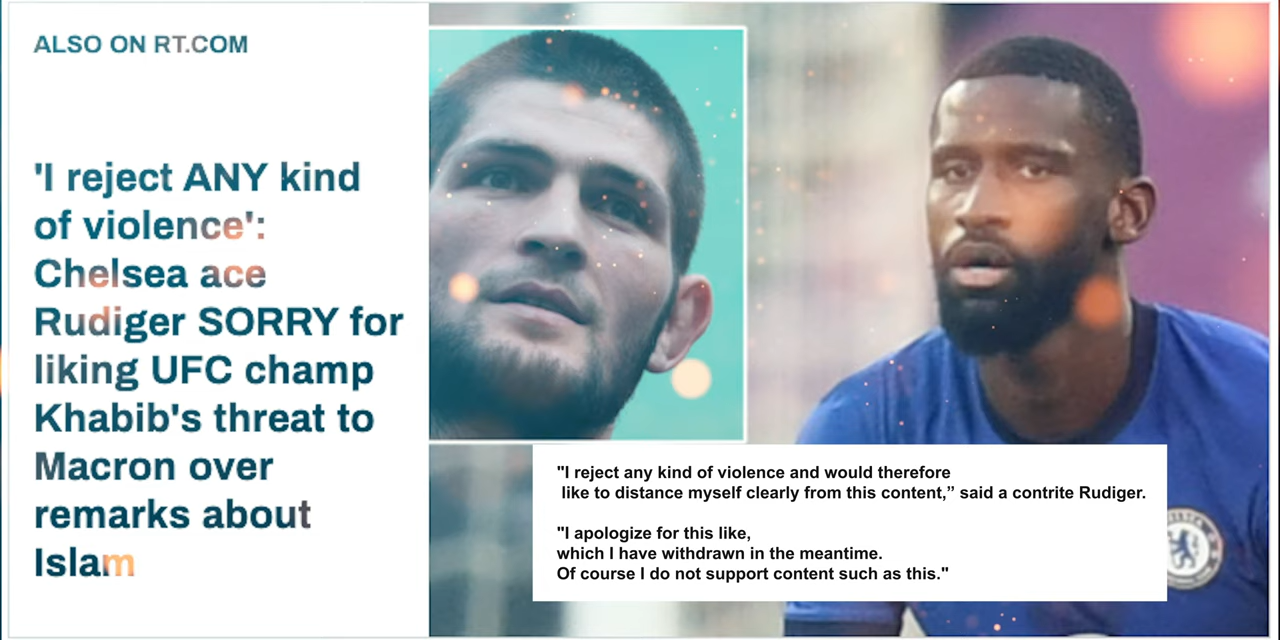 ALSO ON RT.COM
'I reject ANY kind
of violence':
Chelsea ace
Rudiger SORRY for
liking UFC champ
Khabib's threat to
Macron over
remarks about
Islam
"I reject any kind of violence and would therefore
like to distance myself clearly from this content,” said a contrite Rudiger.
"I apologize for this like,
which I have withdrawn in the meantime.
Of course I do not support content such as this."